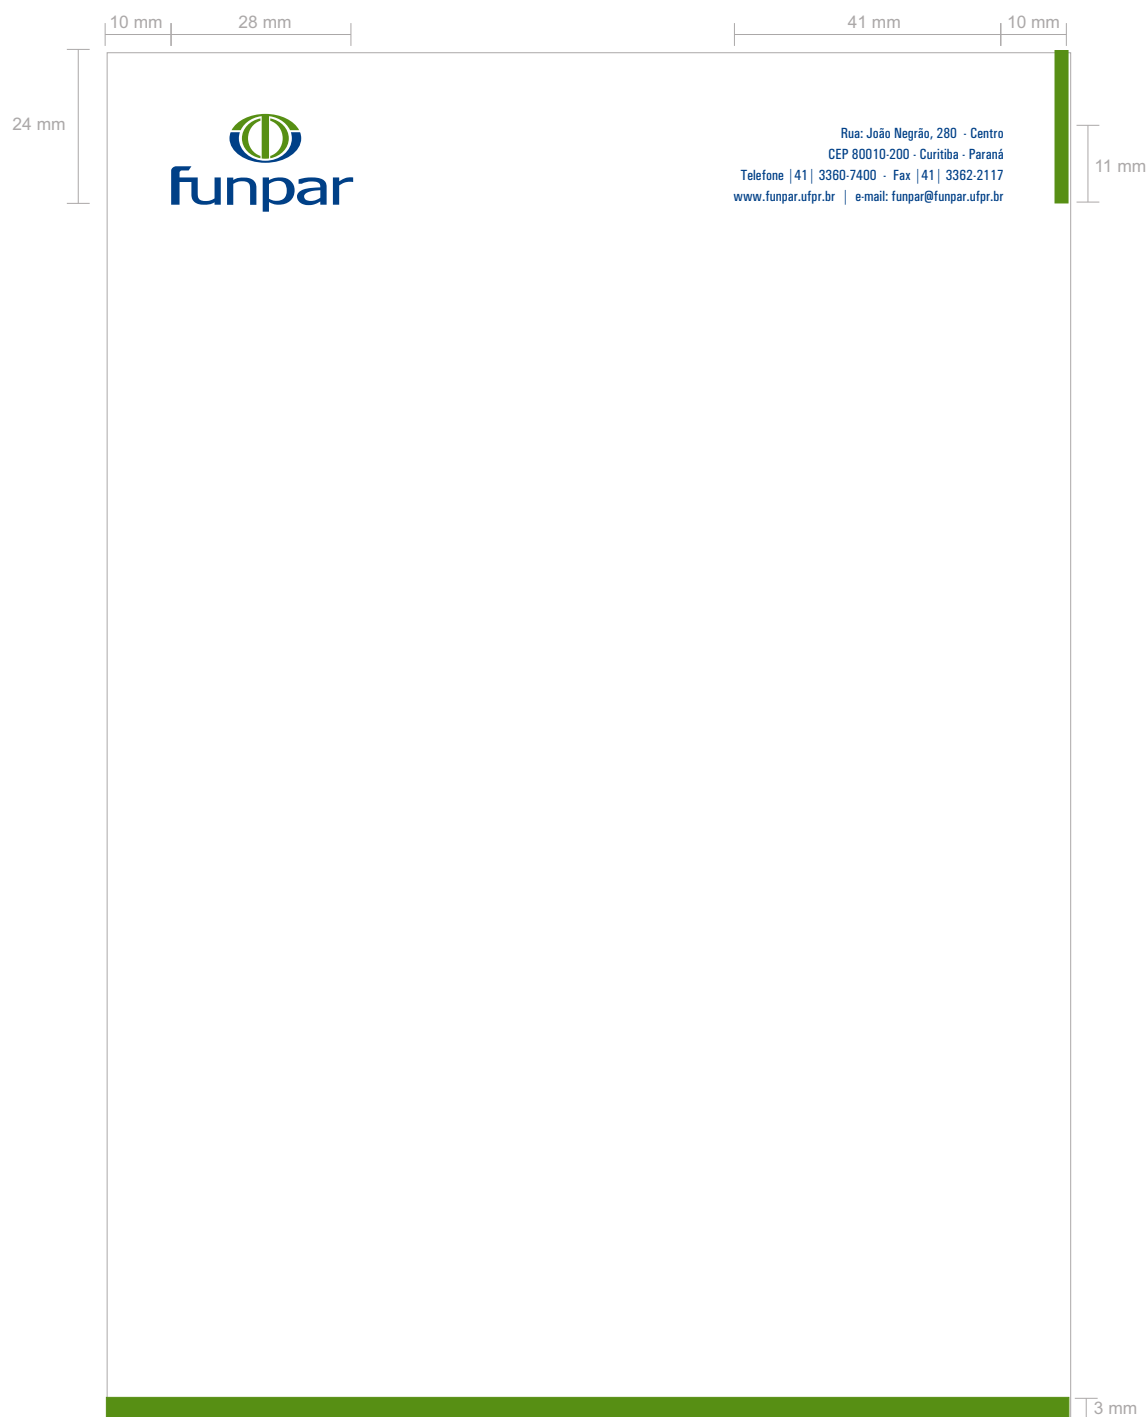 10 mm
28 mm
41 mm
10 mm
24 mm
funpar
Rua: João Negrão, 280 - Centro
CEP 80010-200 - Curitiba - Paraná
Telefone |41| 3360-7400 - Fax |41| 3362-2117
www.funpar.ufpr.br | e-mail: funpar@funpar.ufpr.br
11 mm
3 mm